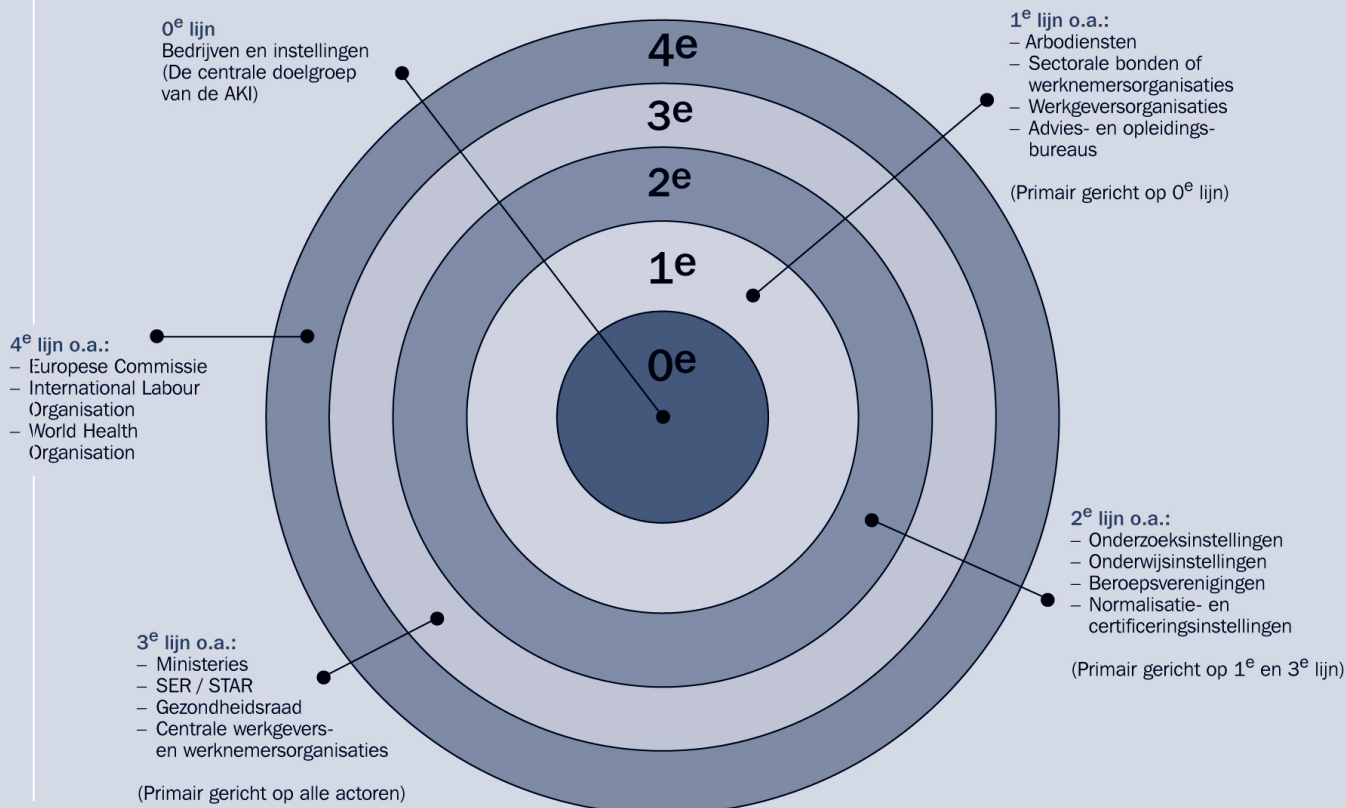 0e lijn
Bedrijven en instellingen
(De centrale doelgroep
van de AKI)
1e lijn o.a.:
– Arbodiensten
– Sectorale bonden of
werknemersorganisaties
– Werkgeversorganisaties
– Advies- en opleidings-
bureaus
(Primair gericht op 0e lijn)
4e
3e
2e
1e
0e
4e lijn o.a.:
– Europese Commissie
– International Labour
Organisation
– World Health
Organisation
2e lijn o.a.:
– Onderzoeksinstellingen
– Onderwijsinstellingen
– Beroepsverenigingen
– Normalisatie- en
certificeringsinstellingen
(Primair gericht op 1e en 3e lijn)
3e lijn o.a.:
– Ministeries
– SER / STAR
– Gezondheidsraad
– Centrale werkgevers-
en werknemersorganisaties
(Primair gericht op alle actoren)